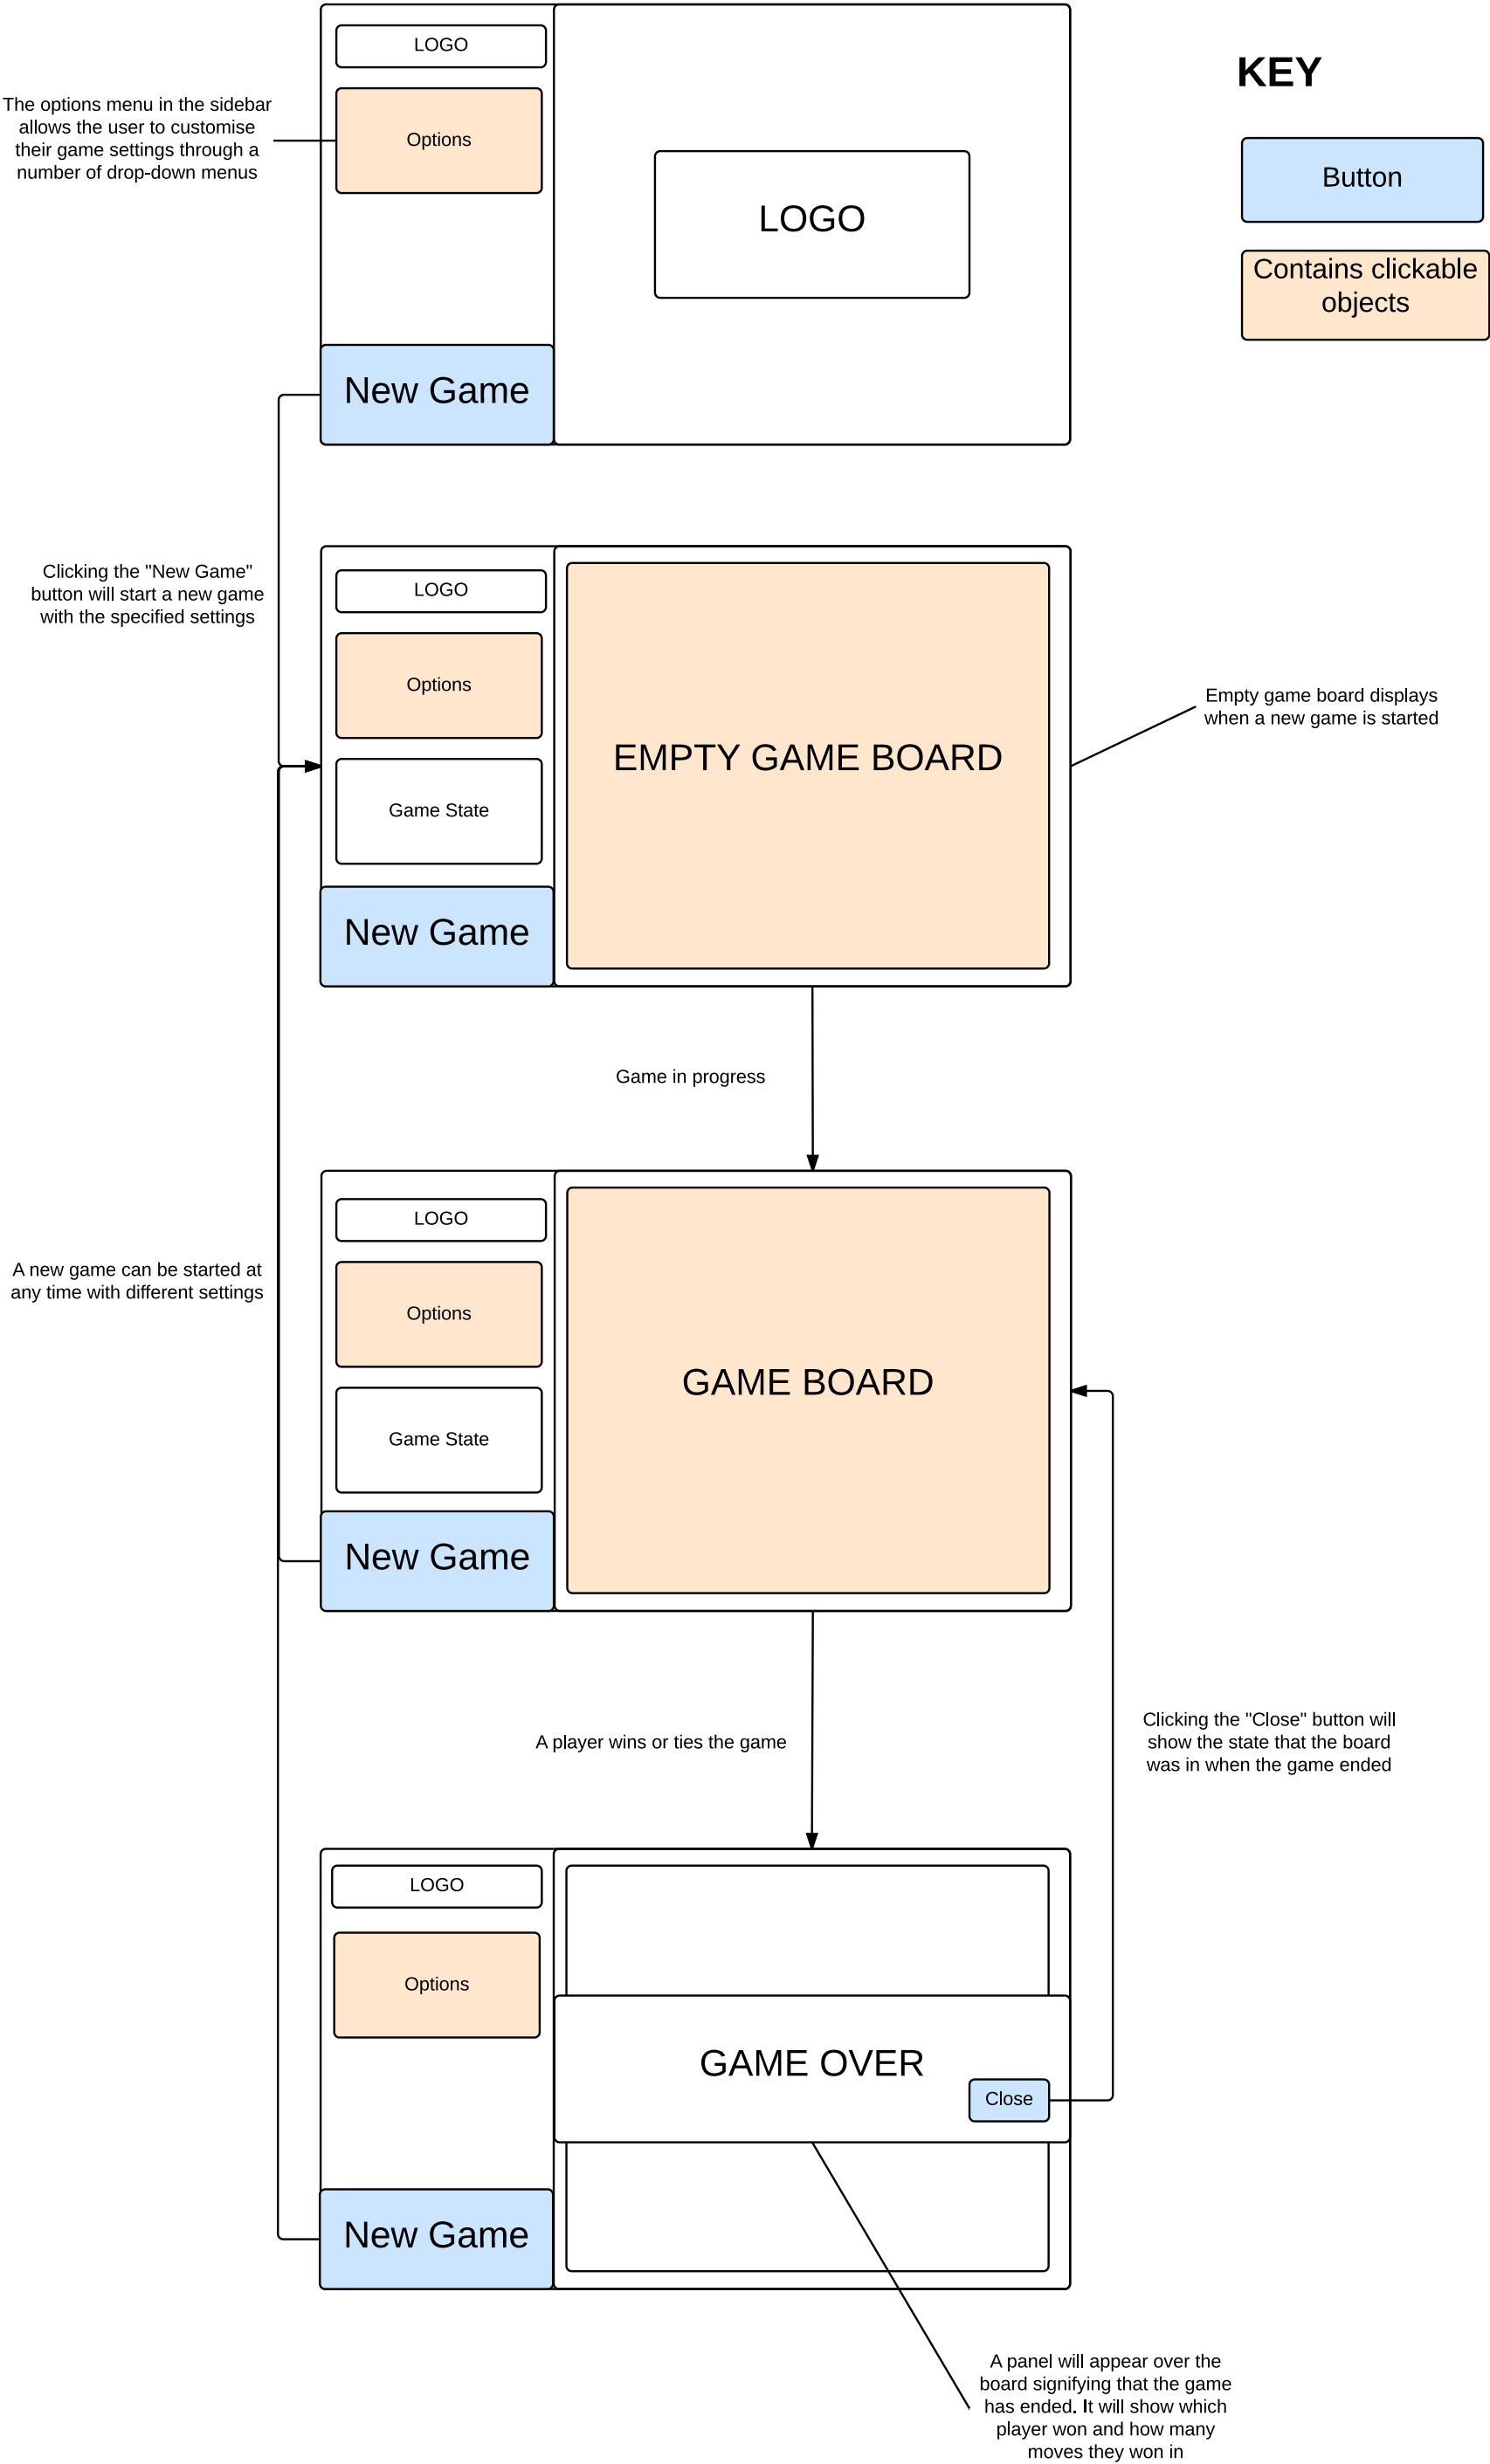 LOGO
KEY
The options menu in the sidebar
allows the user to customise
their game settings through a
number of drop-down menus
Options
LOGO
Button
Contains clickable
objects
New Game
Clicking the "New Game"
button will start a new game
with the specified settings
LOGO
Options
EMPTY GAME BOARD
Empty game board displays
when a new game is started
Game State
New Game
Game in progress
LOGO
A new game can be started at
any time with different settings
Options
GAME BOARD
Game State
New Game
A player wins or ties the game
Clicking the "Close" button will
show the state that the board
was in when the game ended
LOGO
Options
GAME OVER
Close
New Game
A panel will appear over the
board signifying that the game
has ended. It will show which
player won and how many
moves they won in